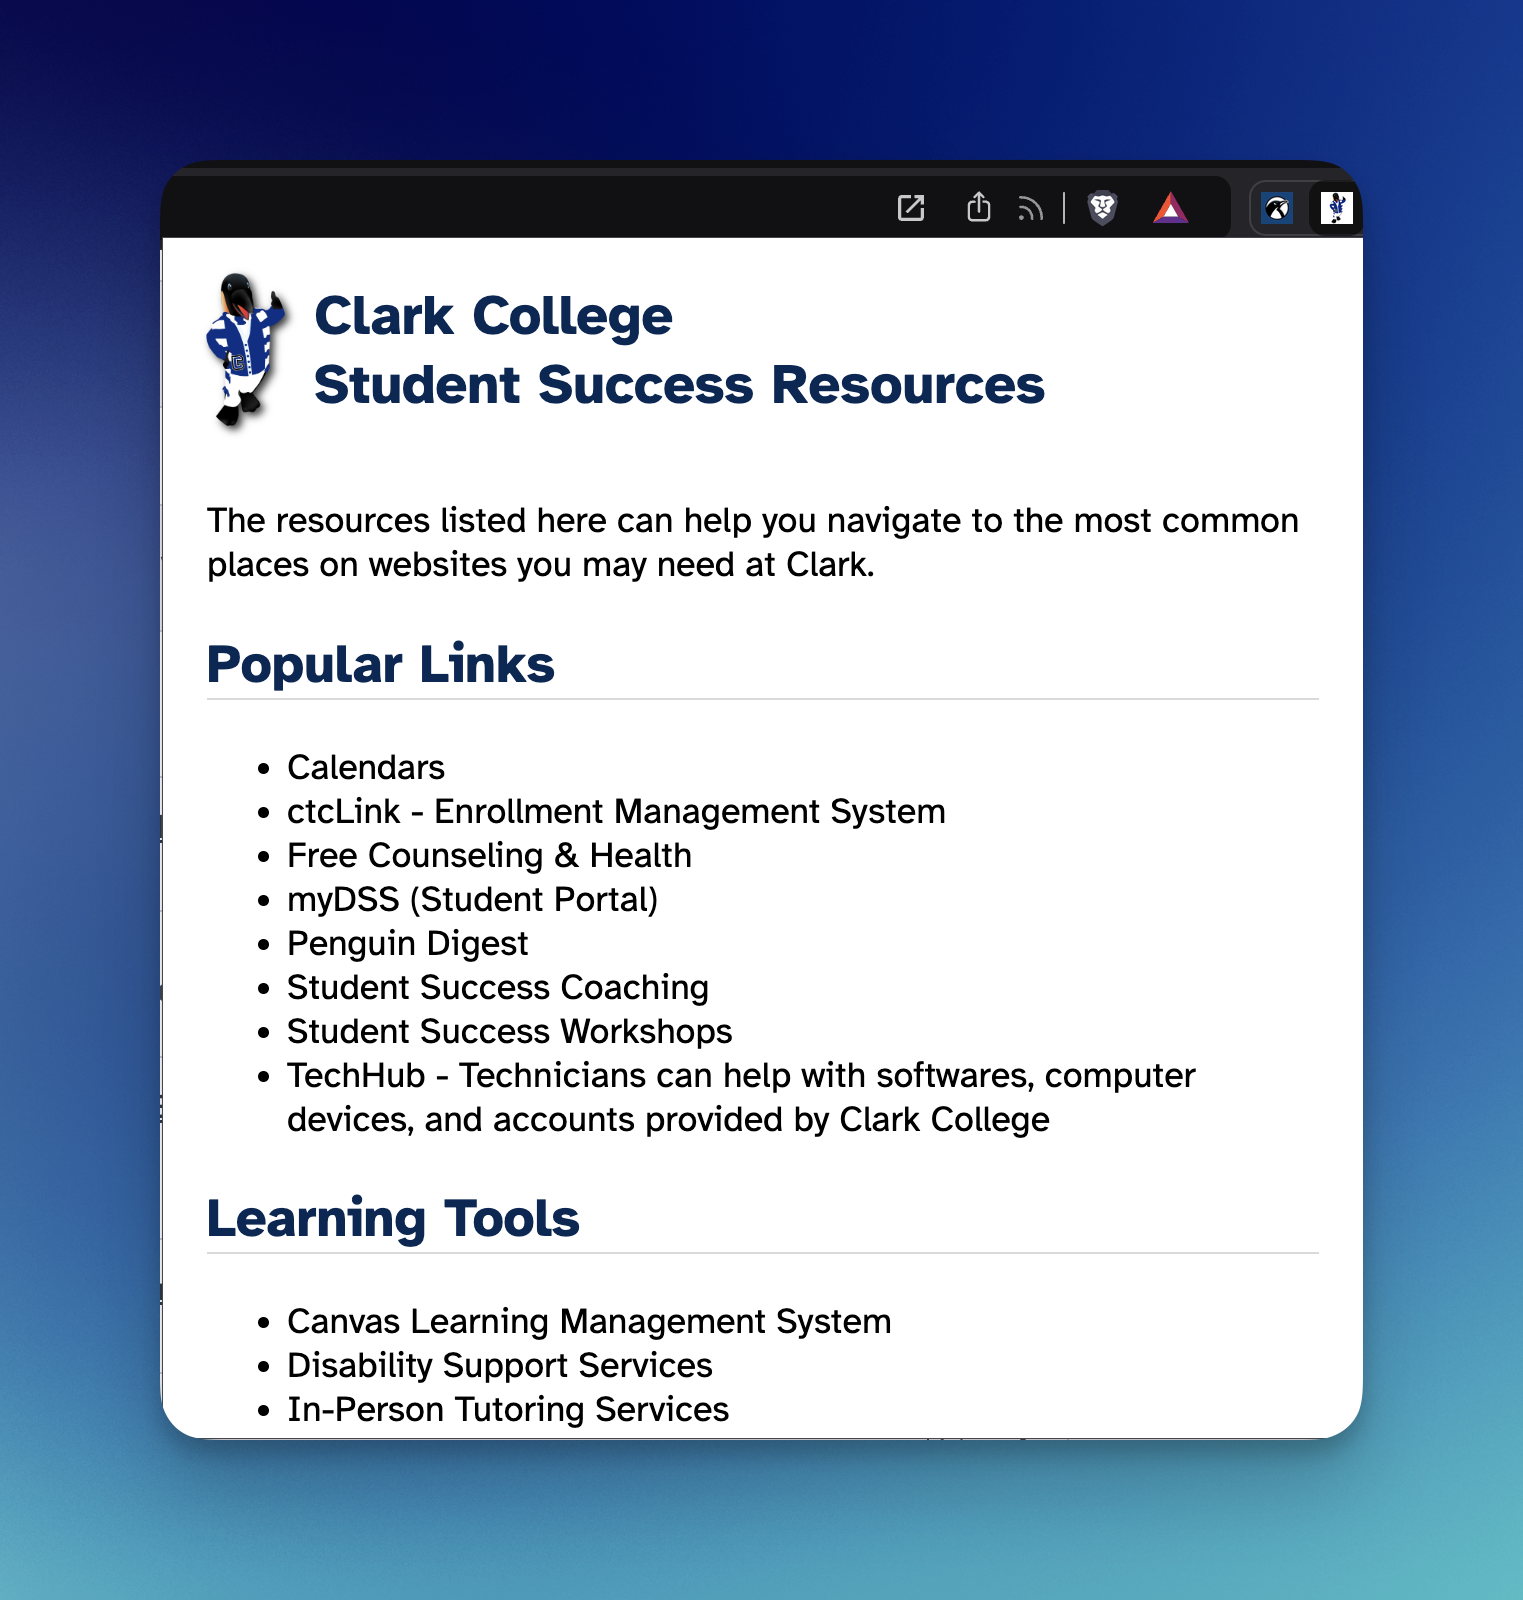 Clark College
Student Success Resources
The resources listed here can help you navigate to the most common
places on websites you may need at Clark.
Popular Links
Calendars
ctcLink - Enrollment Management System
Free Counseling & Health
myDSS (Student Portal)
Penguin Digest
Student Success Coaching
Student Success Workshops
TechHub - Technicians can help with softwares, computer
devices, and accounts provided by Clark College
Learning Tools
Canvas Learning Management System
Disability Support Services
In-Person Tutoring Services